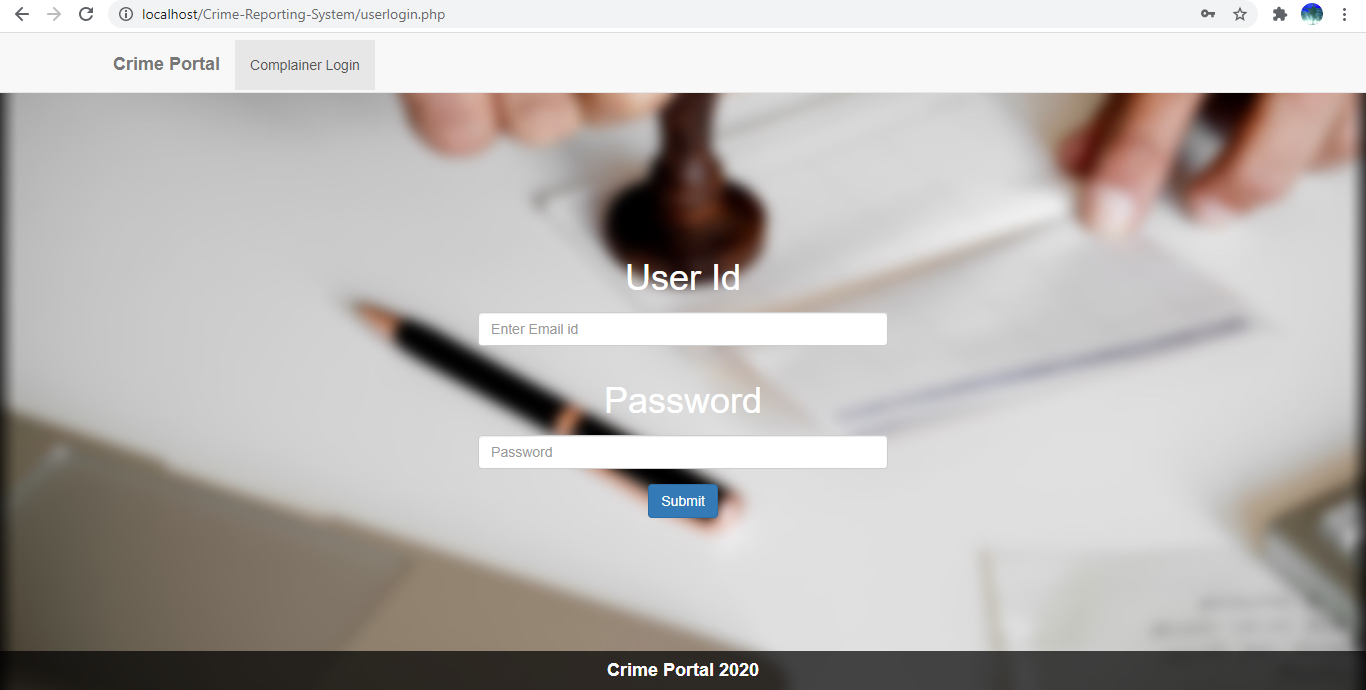 localhost/Crime-Reporting-System/userlogin.php
Crime Portal Complainer Login
User Id
Enter Email id
Password
Password
Submit
Crime Portal 2020